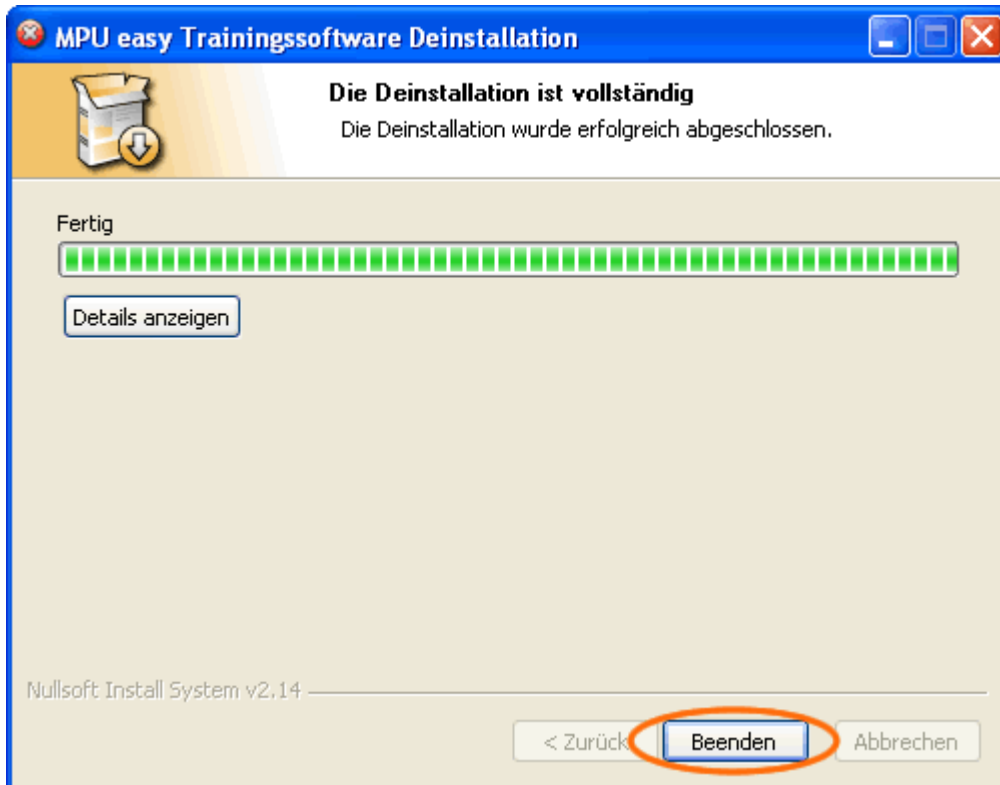 MPU easy Trainingssoftware Deinstallation
Die Deinstallation ist vollständig
Die Deinstallation wurde erfolgreich abgeschlossen.
Fertig
Details anzeigen
Nullsoft Install System v2.14
< Zurück
Beenden
Abbrechen